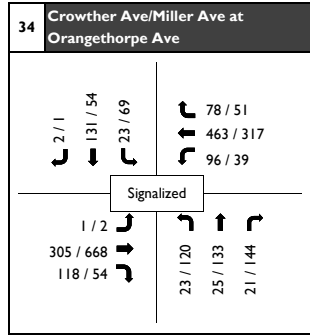 34
Crowther Ave/Miller Ave at
Orangethorpe Ave
2 / 1
131 / 54
23 / 69
78 / 51
463 / 317
96 / 39
Signalized
1 / 2
305 / 668
118 / 54
23 / 120
25 / 133
21 / 144